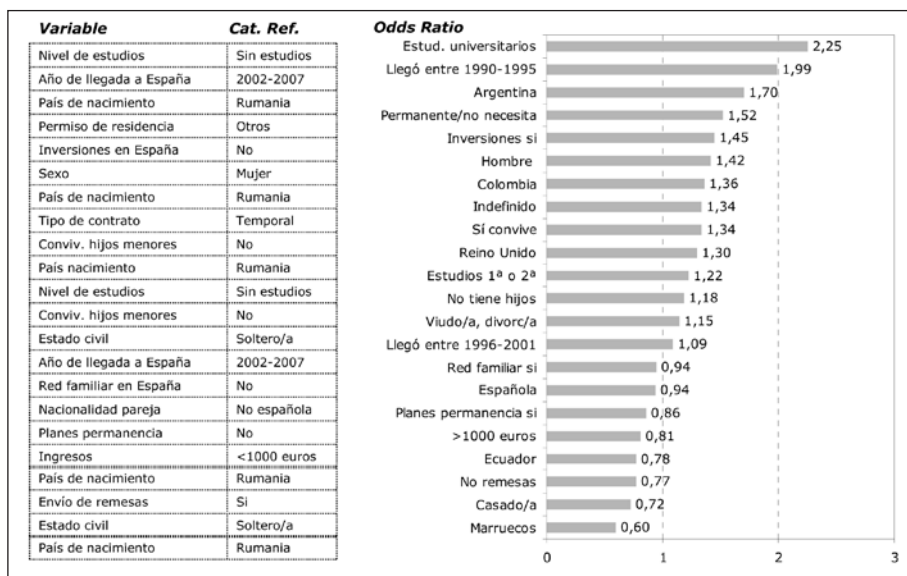 Variable Cat. Ref. Odds Ratio
Nivel de estudios Sin estudios Estud. universitarios 2,25
Año de llegada a España 2002-2007 Llegó entre 1990-1995 1,99
País de nacimiento Rumania Argentina 1,70
Permiso de residencia Otros Permanente/no necesita 1,52
Inversiones en España No Inversiones si 1,45
Sexo Mujer Hombre 1,42
País de nacimiento Rumania Colombia 1,36
Tipo de contrato Temporal Indefinido 1,34
Conviv. hijos menores No Sí convive 1,34
País nacimiento Rumania Reino Unido 1,30
Nivel de estudios Sin estudios Estudios 1ª o 2ª 1,22
Conviv. hijos menores No No tiene hijos 1,18
Estado civil Soltero/a Viudo/a, divorc/a 1,15
Año de llegada a España 2002-2007 Llegó entre 1996-2001 1,09
Red familiar en España No Red familiar si 0,94
Nacionalidad pareja No española Española 0,94
Planes permanencia No Planes permanencia si 0,86
Ingresos <1000 euros >1000 euros 0,81
País de nacimiento Rumania Ecuador 0,78
Envío de remesas Si No remesas 0,77
Estado civil Soltero/a Casado/a 0,72
País de nacimiento Rumania Marruecos 0,60
0 1 2 3